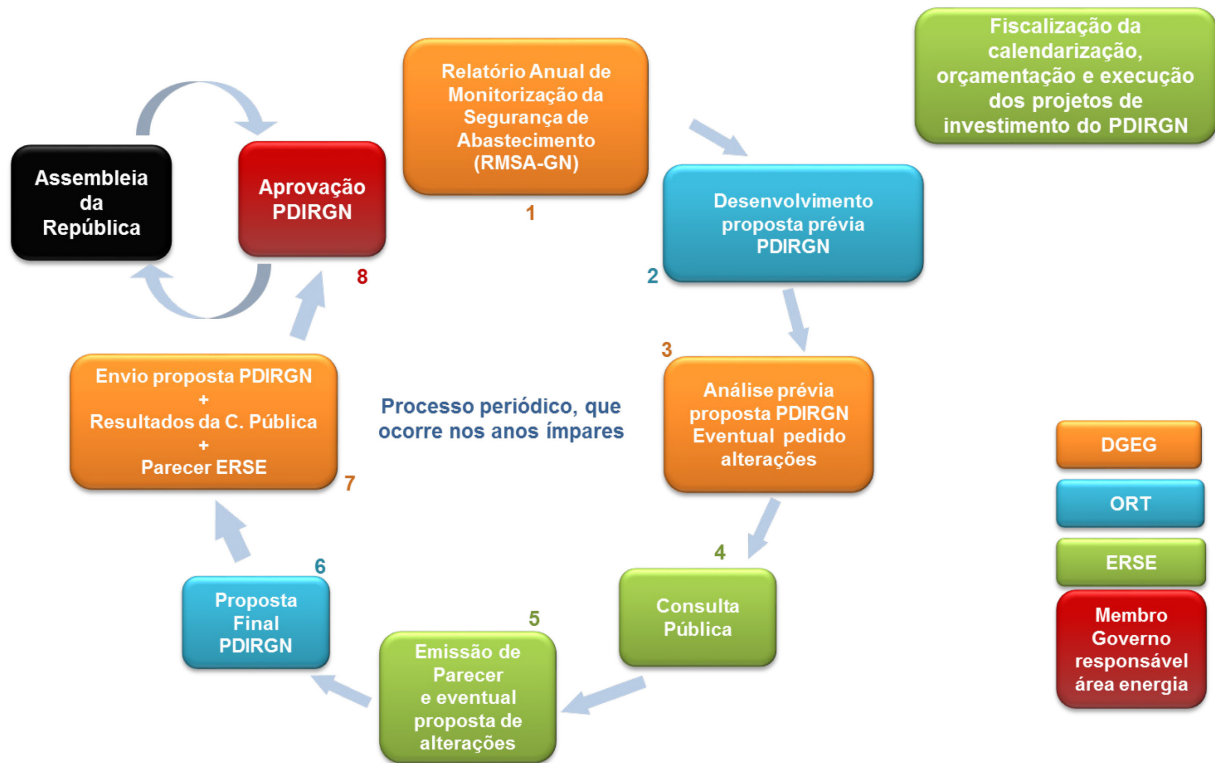 Relatório Anual de
Monitorização da
Segurança de
Abastecimento
(RMSA-GN)
1
Fiscalização da
calendarização,
orçamentação e execução
dos projetos de
investimento do PDIRGN
Assembleia
da
República
Aprovação
PDIRGN
8
Desenvolvimento
proposta prévia
PDIRGN
2
3
Análise prévia
proposta PDIRGN
Eventual pedido
alterações
Envio proposta PDIRGN
+
Resultados da C. Pública
+
Parecer ERSE
7
Processo periódico, que
ocorre nos anos ímpares
4
Consulta
Pública
5
Emissão de
Parecer
e eventual
proposta de
alterações
6
Proposta
Final
PDIRGN
DGEG
ORT
ERSE
Membro
Governo
responsável
área energia